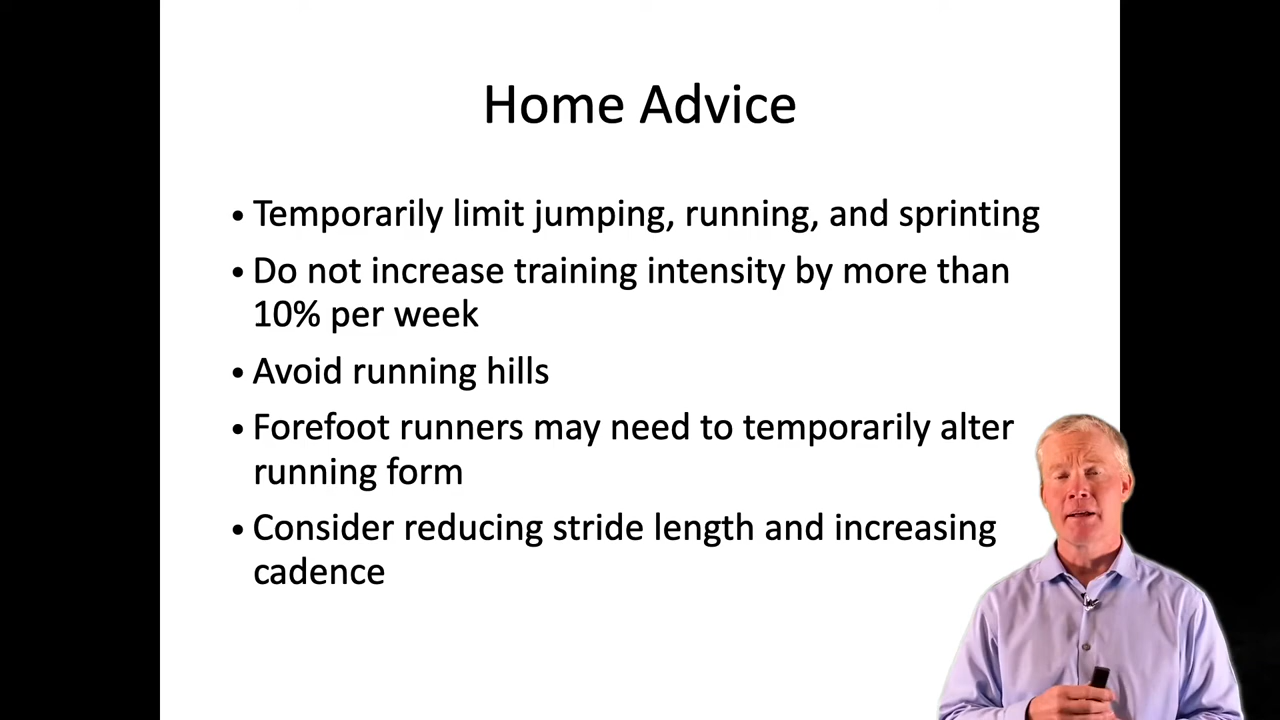 Home Advice
• Temporarily limit jumping, running, and sprinting
• Do not increase training intensity by more than
10% per week
• Avoid running hills
• Forefoot runners may need to temporarily alter
running form
• Consider reducing stride length and increasing
cadence